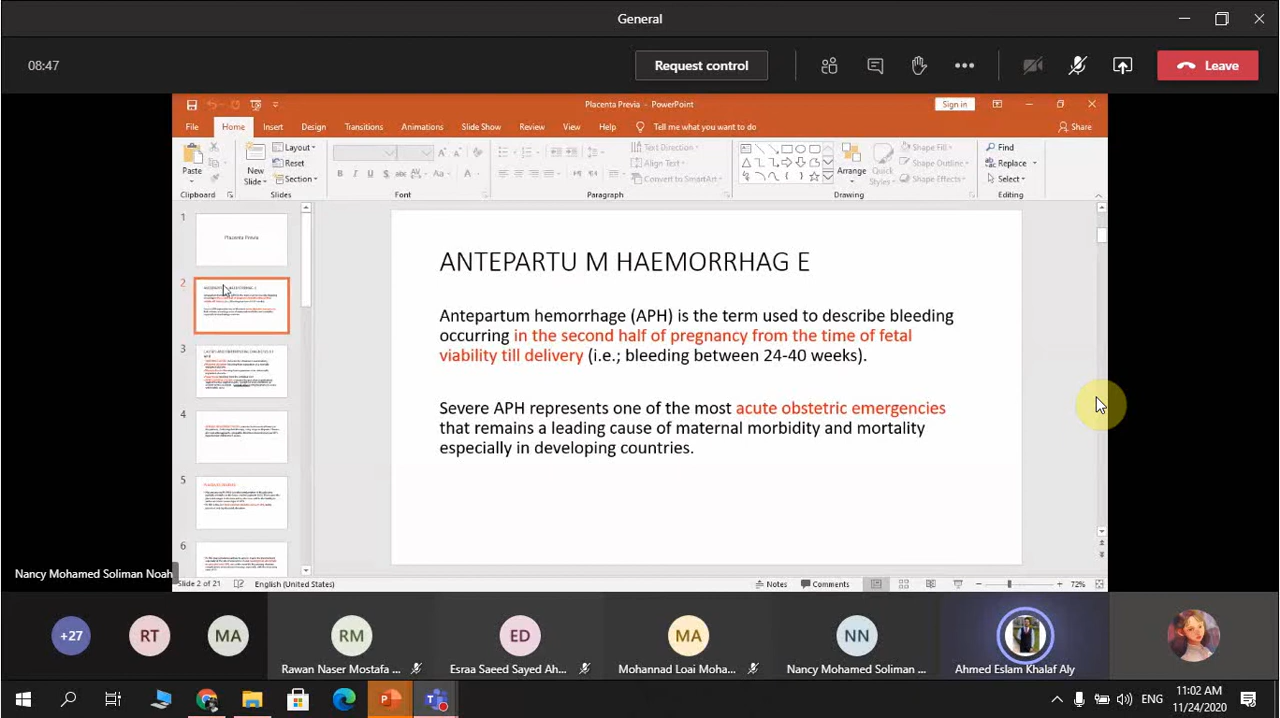 General
08:47
Request control
Leave
Placenta Previa - PowerPoint
Sign in
File
Home
Insert
Design
Transitions
Animations
Slide Show
Review
View
Help
Tell me what you want to do
Share
Paste
New
Slide
Layout
Reset
Section
Text Direction
Align Text
Convert to SmartArt
Arrange
Quick
Styles
Shape Fill
Shape Outline
Shape Effects
Find
Replace
Select
Clipboard
Slides
Font
Paragraph
Drawing
Editing
1
Placenta Previa
2
3
4
5
6
ANTEPARTU M HAEMORRHAG E
Antepartum hemorrhage (APH) is the term used to describe bleeding
occurring in the second half of pregnancy from the time of fetal
viability till delivery (i.e.; bleeding between 24-40 weeks).
Severe APH represents one of the most acute obstetric emergencies
that remains a leading cause of maternal morbidity and mortality
especially in developing countries.
Nancy Mohamed Soliman Noah
Slide 2 of 21
English (United States)
Notes
Comments
72%
+27
RT
MA
RM
ED
MA
NN
Rawan Naser Mostafa ...
Esraa Saeed Sayed Ah...
Mohannad Loai Moha...
Nancy Mohamed Soliman ...
Ahmed Eslam Khalaf Aly
ENG
11:02 AM
11/24/2020